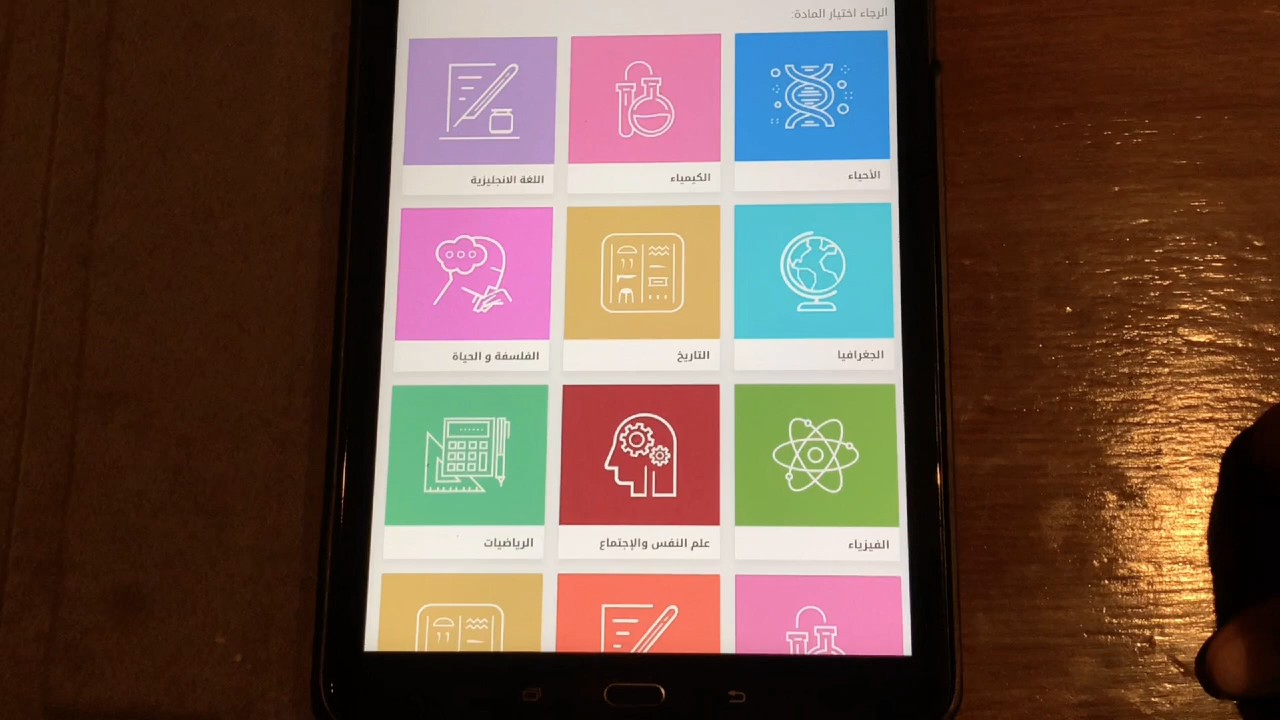 الرجاء اختيار المادة:
الأحياء
الكيمياء
اللغة الانجليزية
الجغرافيا
التاريخ
الفلسفة و الحياة
الفيزياء
علم النفس والإجتماع
الرياضيات